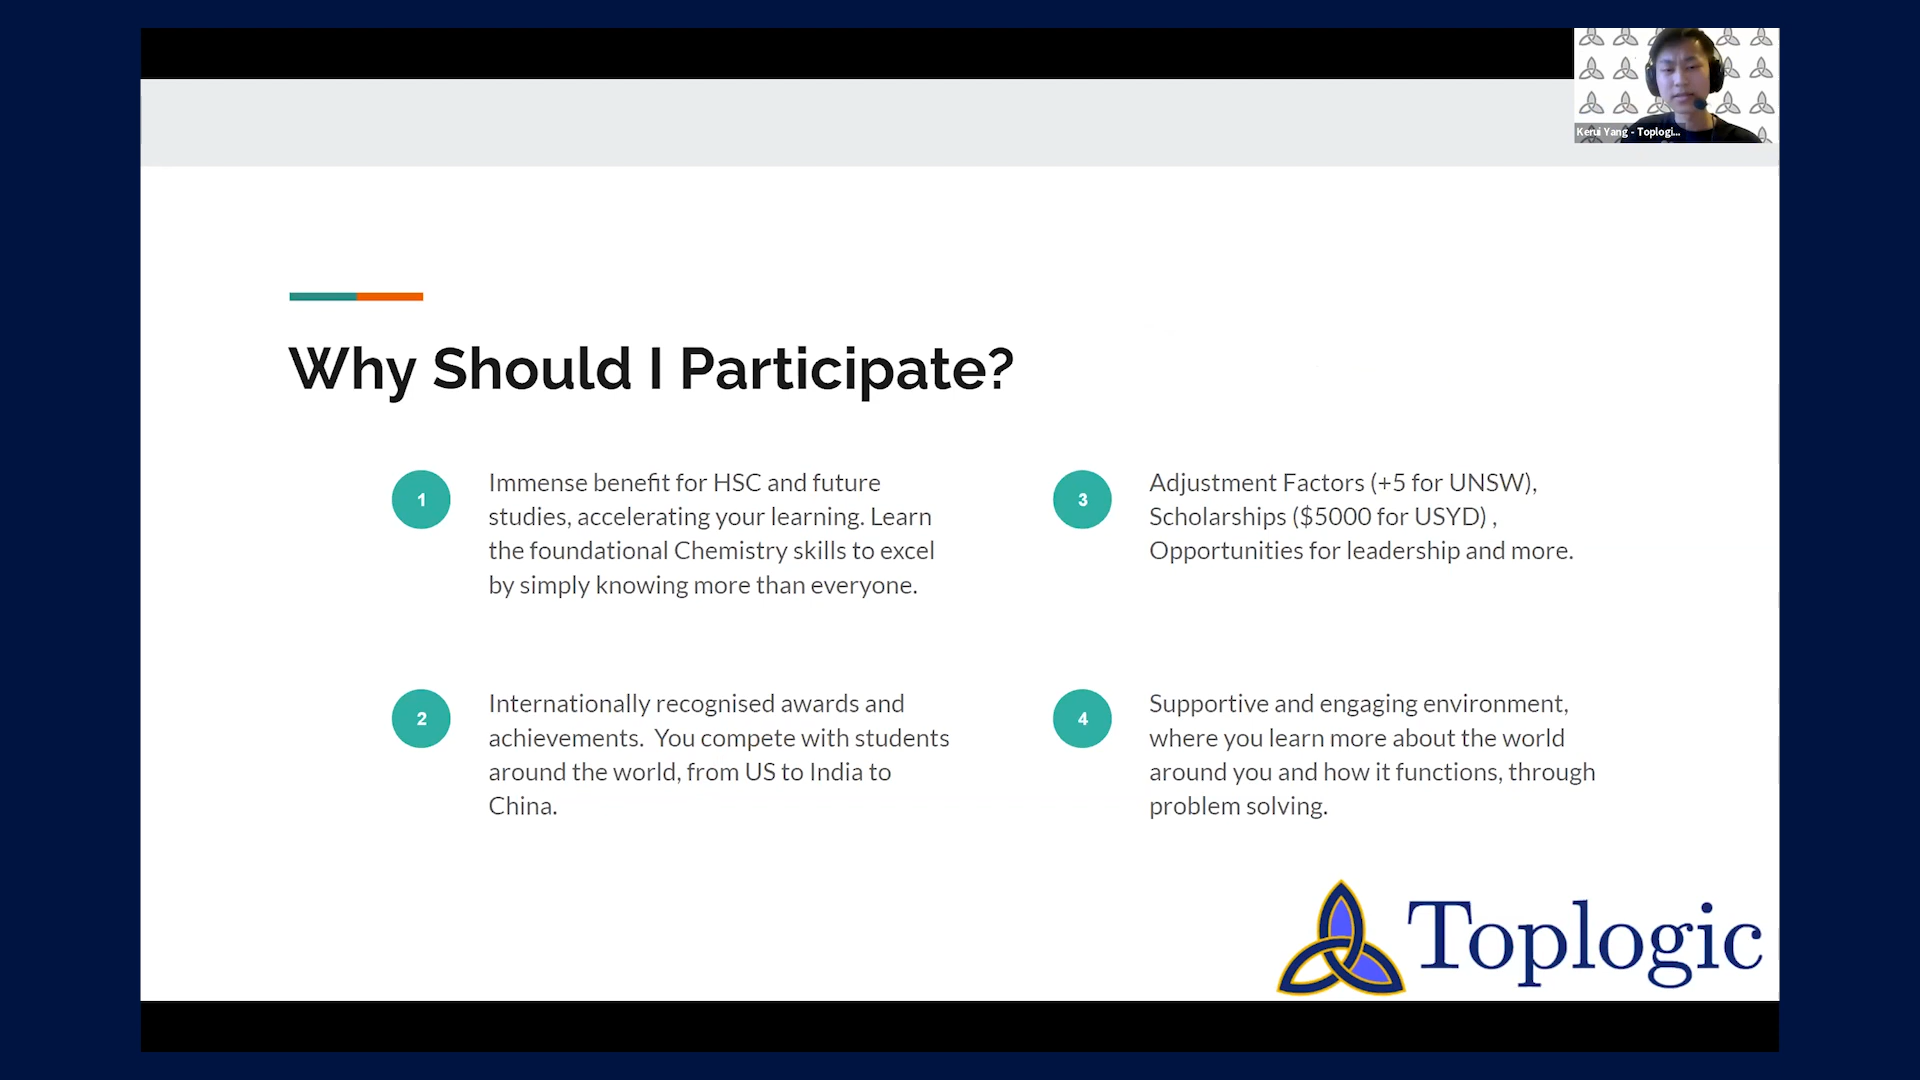 Kerui Yang - Toplogi...
Why Should I Participate?
1
Immense benefit for HSC and future
studies, accelerating your learning. Learn
the foundational Chemistry skills to excel
by simply knowing more than everyone.
2
Internationally recognised awards and
achievements.  You compete with students
around the world, from US to India to
China.
3
Adjustment Factors (+5 for UNSW),
Scholarships ($5000 for USYD) ,
Opportunities for leadership and more.
4
Supportive and engaging environment,
where you learn more about the world
around you and how it functions, through
problem solving.
Toplogic